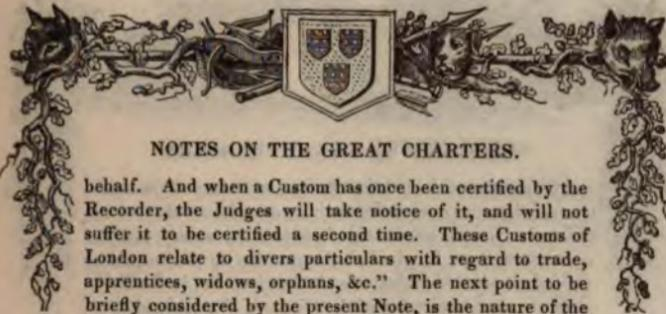 NOTES ON THE GREAT CHARTERS.
behalf. And when a Custom has once been certified by the
Recorder, the Judges will take notice of it, and will not
suffer it to be certified a second time. These Customs of
London relate to divers particulars with regard to trade,
apprentices, widows, orphans, &c." The next point to be
briefly considered by the present Note, is the nature of the